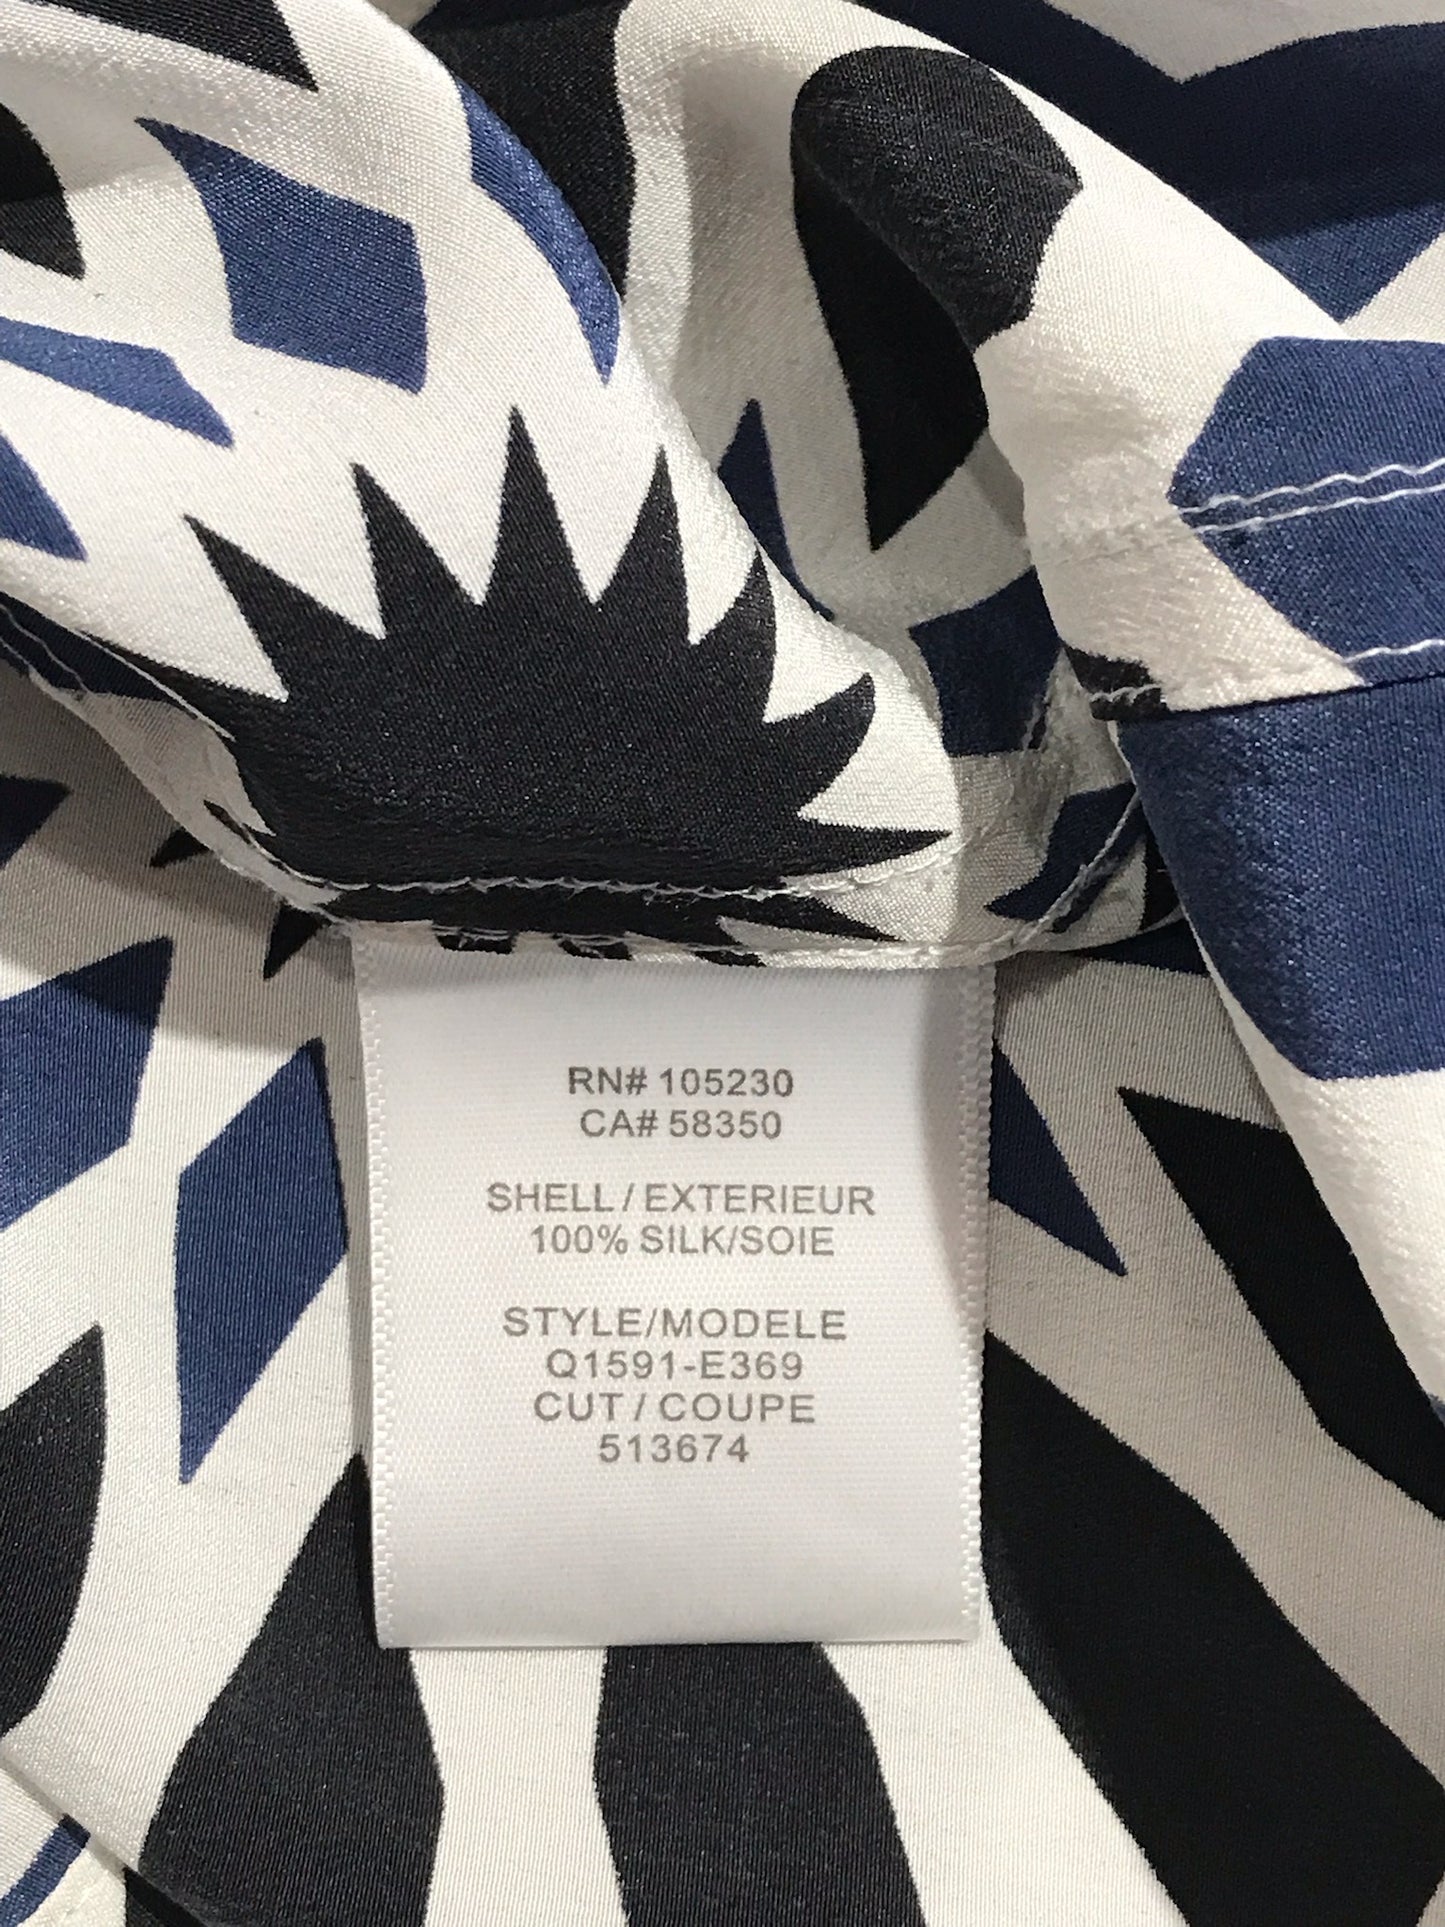 RN# 105230
CA# 58350
SHELL / EXTERIEUR
100% SILK/SOIE
STYLE/MODELE
Q1591-E369
CUT / COUPE
513674